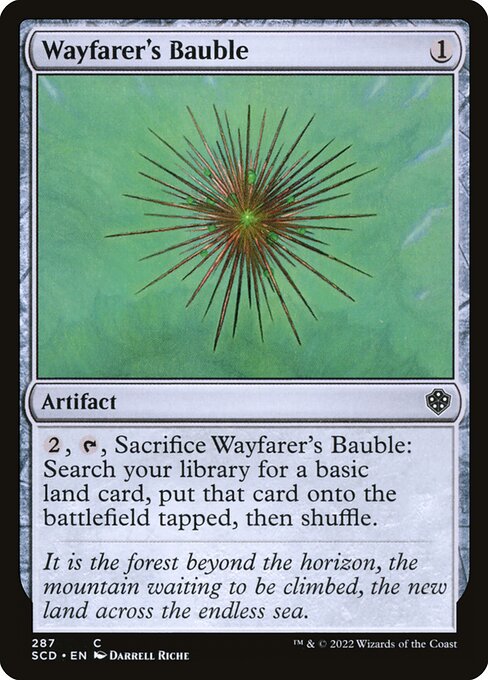 Wayfarer's Bauble 1
Artifact
2, T, Sacrifice Wayfarer's Bauble:
Search your library for a basic
land card, put that card onto the
battlefield tapped, then shuffle.
It is the forest beyond the horizon, the
mountain waiting to be climbed, the new
land across the endless sea.
287 C
SCD • EN Darrell Riche
™ & © 2022 Wizards of the Coast